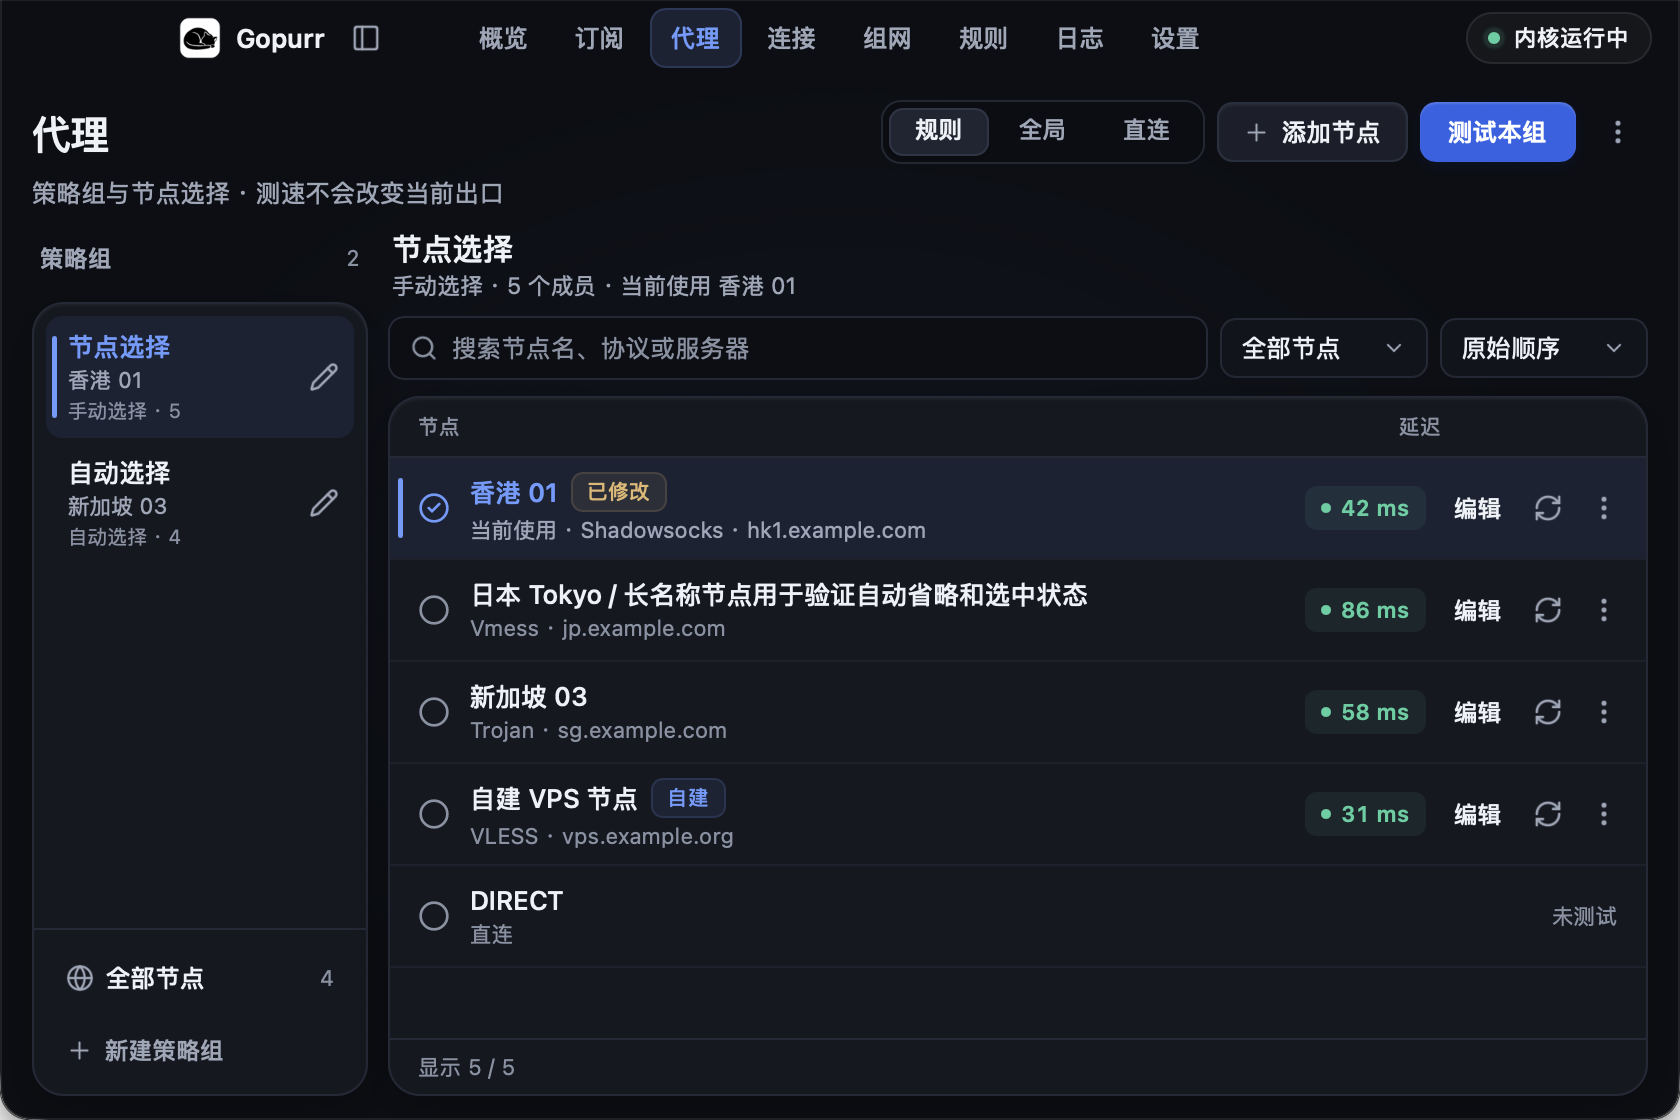 Gopurr
概览 订阅 代理 连接 组网 规则 日志 设置
内核运行中
代理
规则 全局 直连
添加节点
测试本组
策略组与节点选择 · 测速不会改变当前出口
策略组 2
节点选择
香港 01
手动选择 · 5
自动选择
新加坡 03
自动选择 · 4
全部节点 4
新建策略组
节点选择
手动选择 · 5 个成员 · 当前使用 香港 01
搜索节点名、协议或服务器
全部节点
原始顺序
节点 延迟
香港 01 已修改
当前使用 · Shadowsocks · hk1.example.com
42 ms 编辑
日本 Tokyo / 长名称节点用于验证自动省略和选中状态
Vmess · jp.example.com
86 ms 编辑
新加坡 03
Trojan · sg.example.com
58 ms 编辑
自建 VPS 节点 自建
VLESS · vps.example.org
31 ms 编辑
DIRECT
直连
未测试
显示 5 / 5